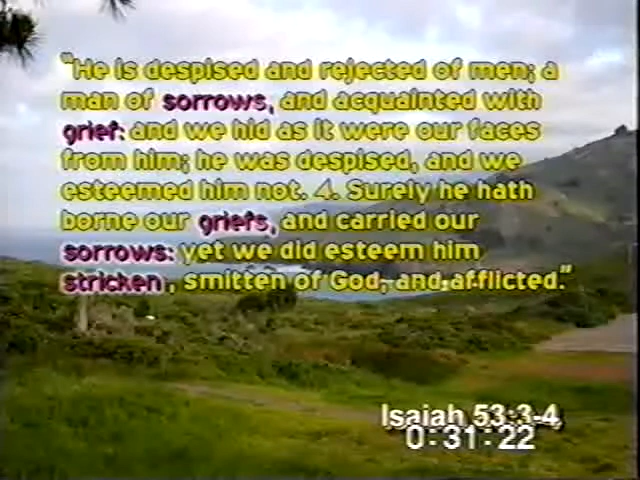 "He is despised and rejected of men; a
man of sorrows, and acquainted with
grief: and we hid as it were our faces
from him; he was despised, and we
esteemed him not. 4. Surely he hath
borne our griefs, and carried our
sorrows: yet we did esteem him
stricken , smitten of God, and afflicted."
Isaiah 53:3-4
0:31:22